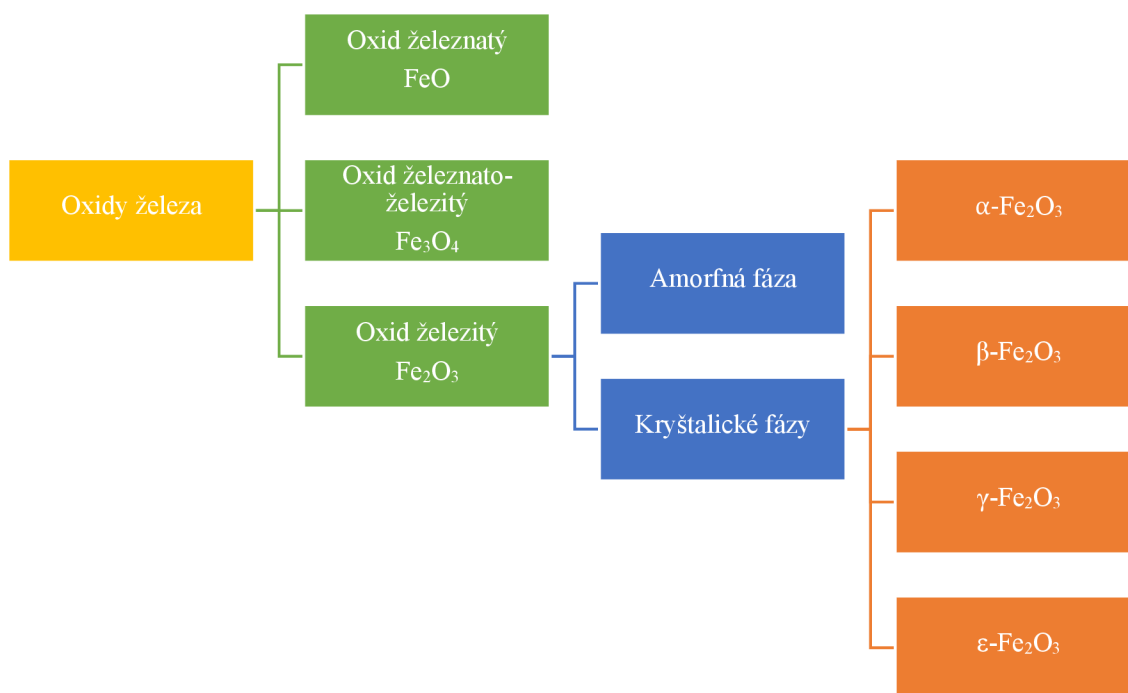 Oxidy železa
Oxid železnatý
FeO
Oxid železnato-
železitý
Fe₃O₄
Oxid železitý
Fe₂O₃
Amorfná fáza
Kryštalické fázy
α-Fe₂O₃
β-Fe₂O₃
γ-Fe₂O₃
ε-Fe₂O₃